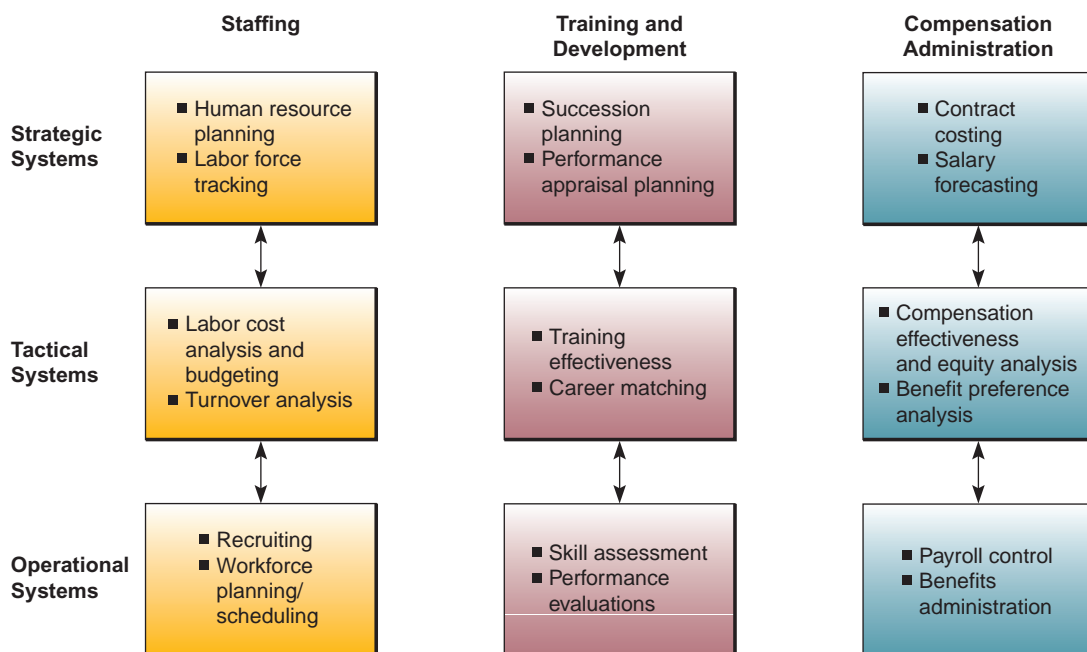 Staffing
Training and
Development
Compensation
Administration
Strategic
Systems
■ Human resource
planning
■ Labor force
tracking
■ Succession
planning
■ Performance
appraisal planning
■ Contract
costing
■ Salary
forecasting
Tactical
Systems
■ Labor cost
analysis and
budgeting
■ Turnover analysis
■ Training
effectiveness
■ Career matching
■ Compensation
effectiveness
and equity analysis
■ Benefit preference
analysis
Operational
Systems
■ Recruiting
■ Workforce
planning/
scheduling
■ Skill assessment
■ Performance
evaluations
■ Payroll control
■ Benefits
administration